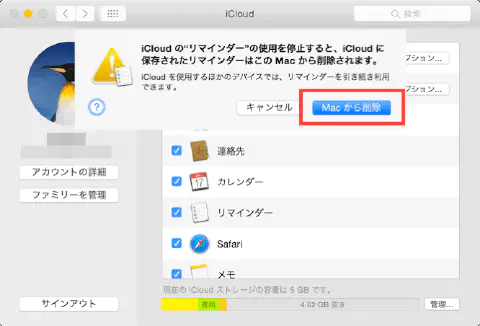 iCloud
検索
iCloud の“リマインダー”の使用を停止すると、iCloud に
保存されたリマインダーはこの Mac から削除されます。
iCloud を使用するほかのデバイスでは、リマインダーを引き続き利用
できます。
キャンセル
Mac から削除
プション...
プション...
アカウントの詳細
ファミリーを管理
連絡先
カレンダー
17
リマインダー
Safari
メモ
現在の iCloud ストレージの容量は 5 GB です。
書類
4.02 GB 空き
管理...
サインアウト